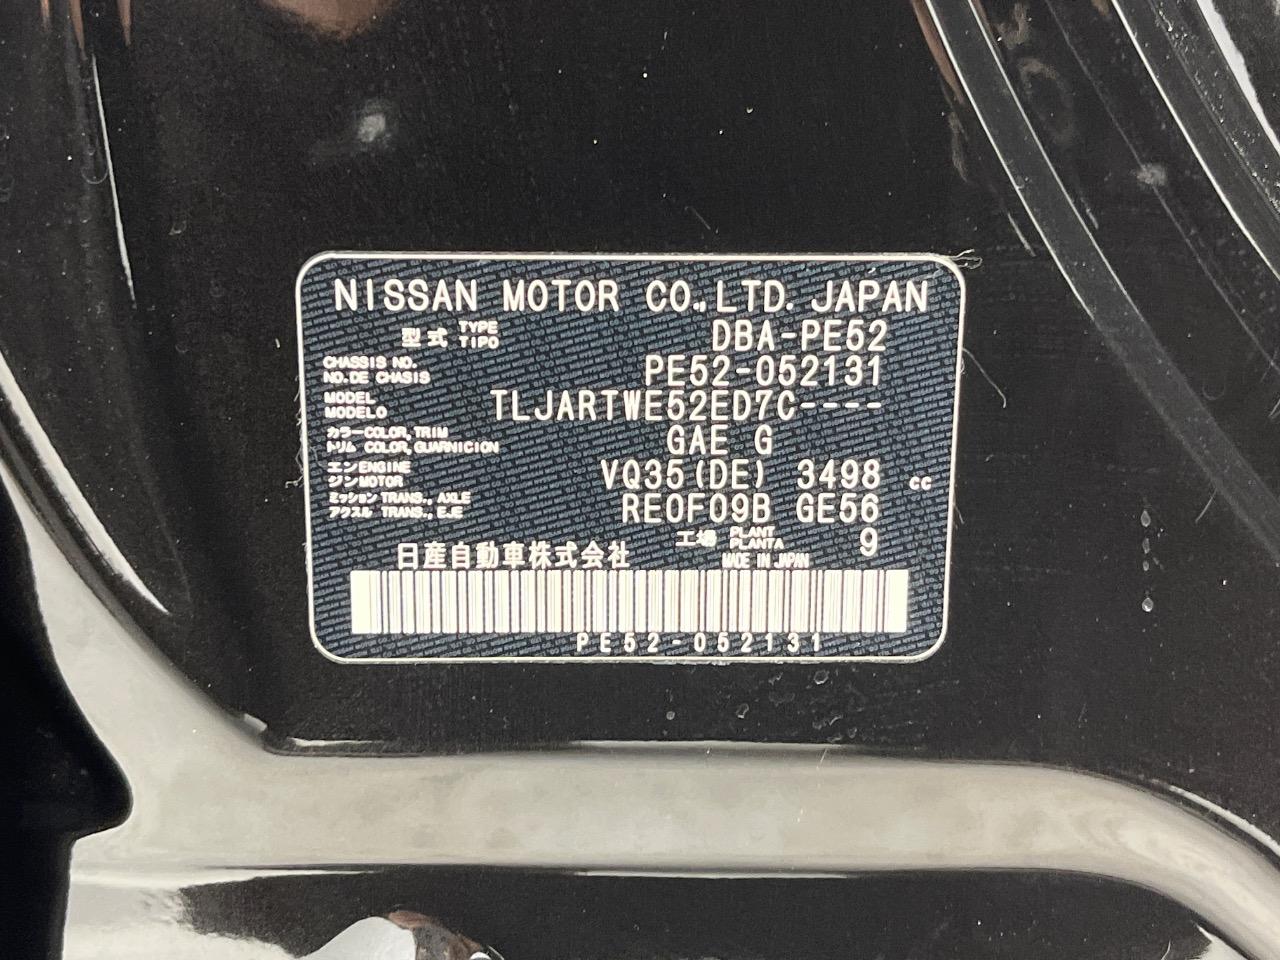 NISSAN MOTOR CO.,LTD. JAPAN
型式 TYPE TIPO DBA-PE52
CHASSIS NO. NO.DE CHASIS PE52-052131
MODEL MODELO TLJARTWE52ED7C----
カラー COLOR,TRIM トリム COLOR,GUARNICION GAE G
エンジン ENGINE MOTOR VQ35(DE) 3498 cc
ミッション TRANS., AXLE アクスル TRANS., EJE RE0F09B GE56
工場 PLANT PLANTA 9
日産自動車株式会社 MADE IN JAPAN
PE52-052131